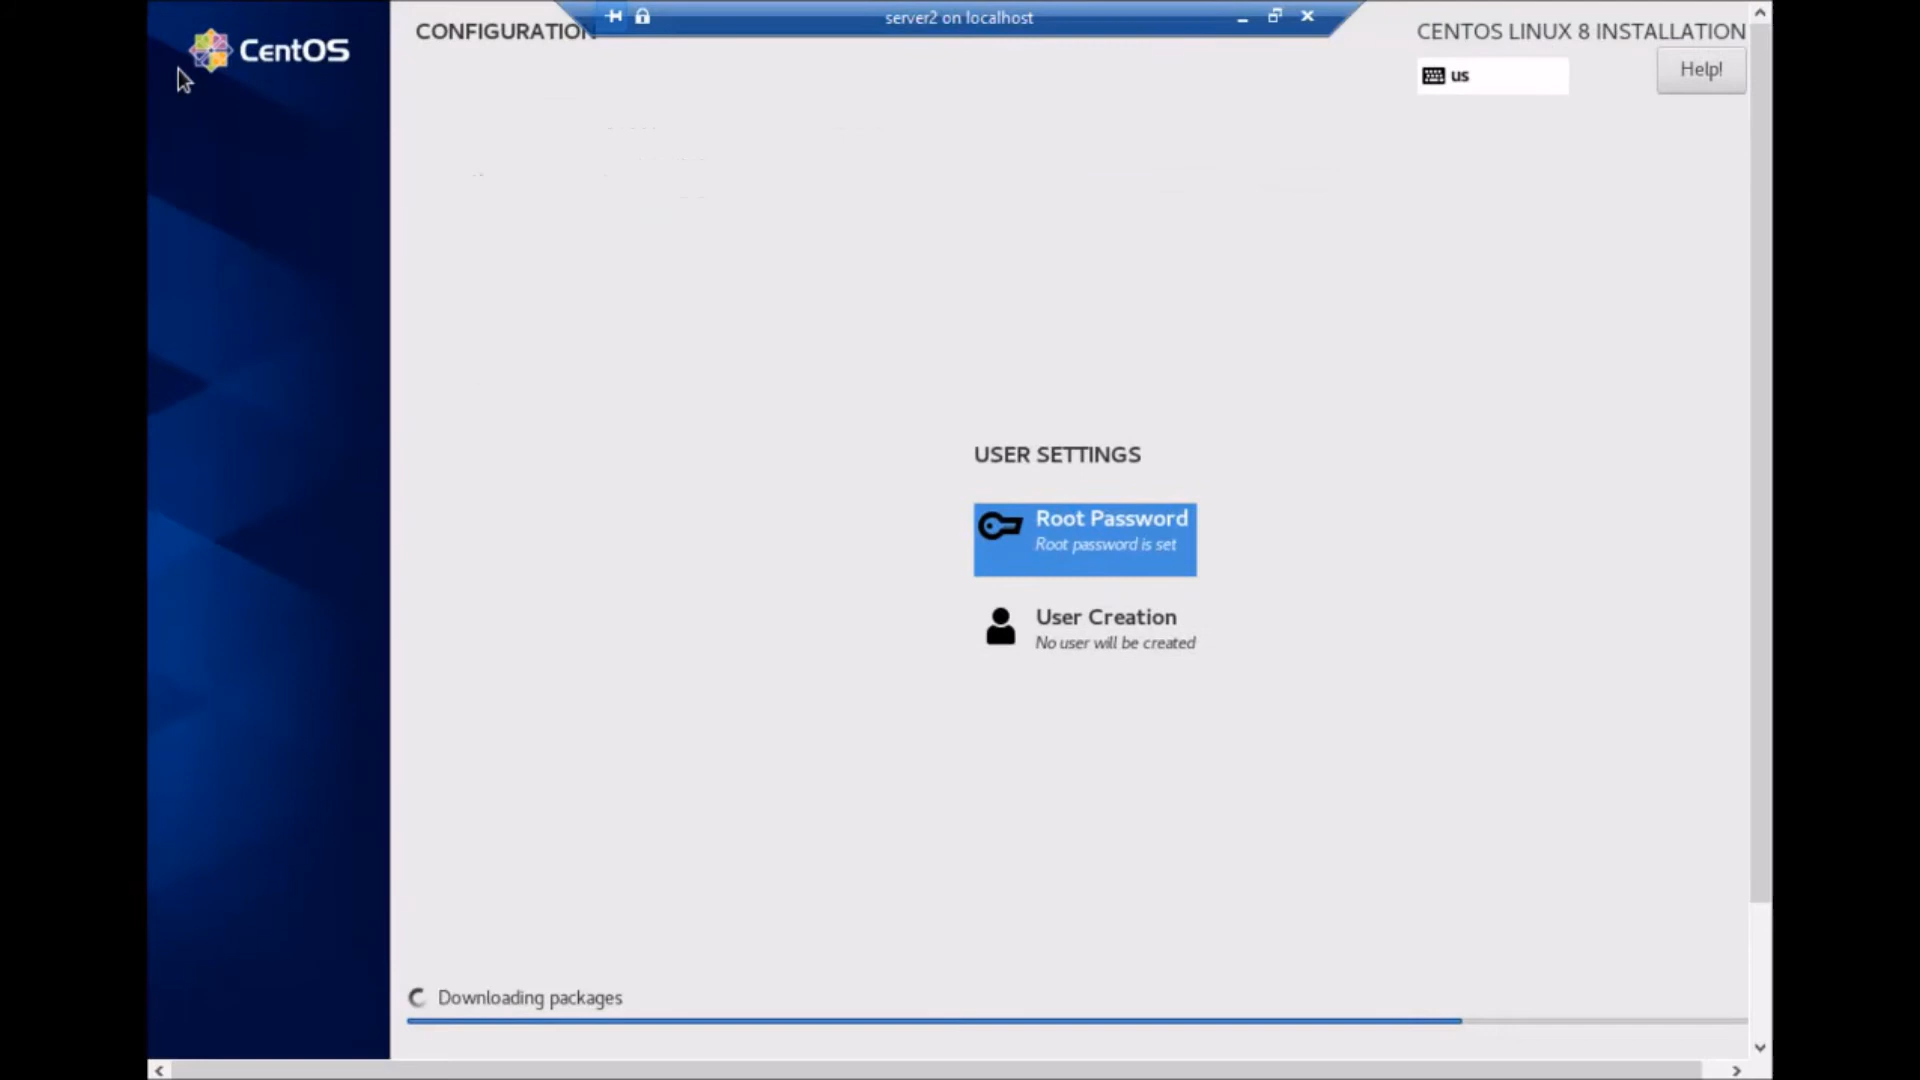 CentOS
CONFIGURATION
server2 on localhost
CENTOS LINUX 8 INSTALLATION
us
Help!
USER SETTINGS
Root Password
Root password is set
User Creation
No user will be created
Downloading packages